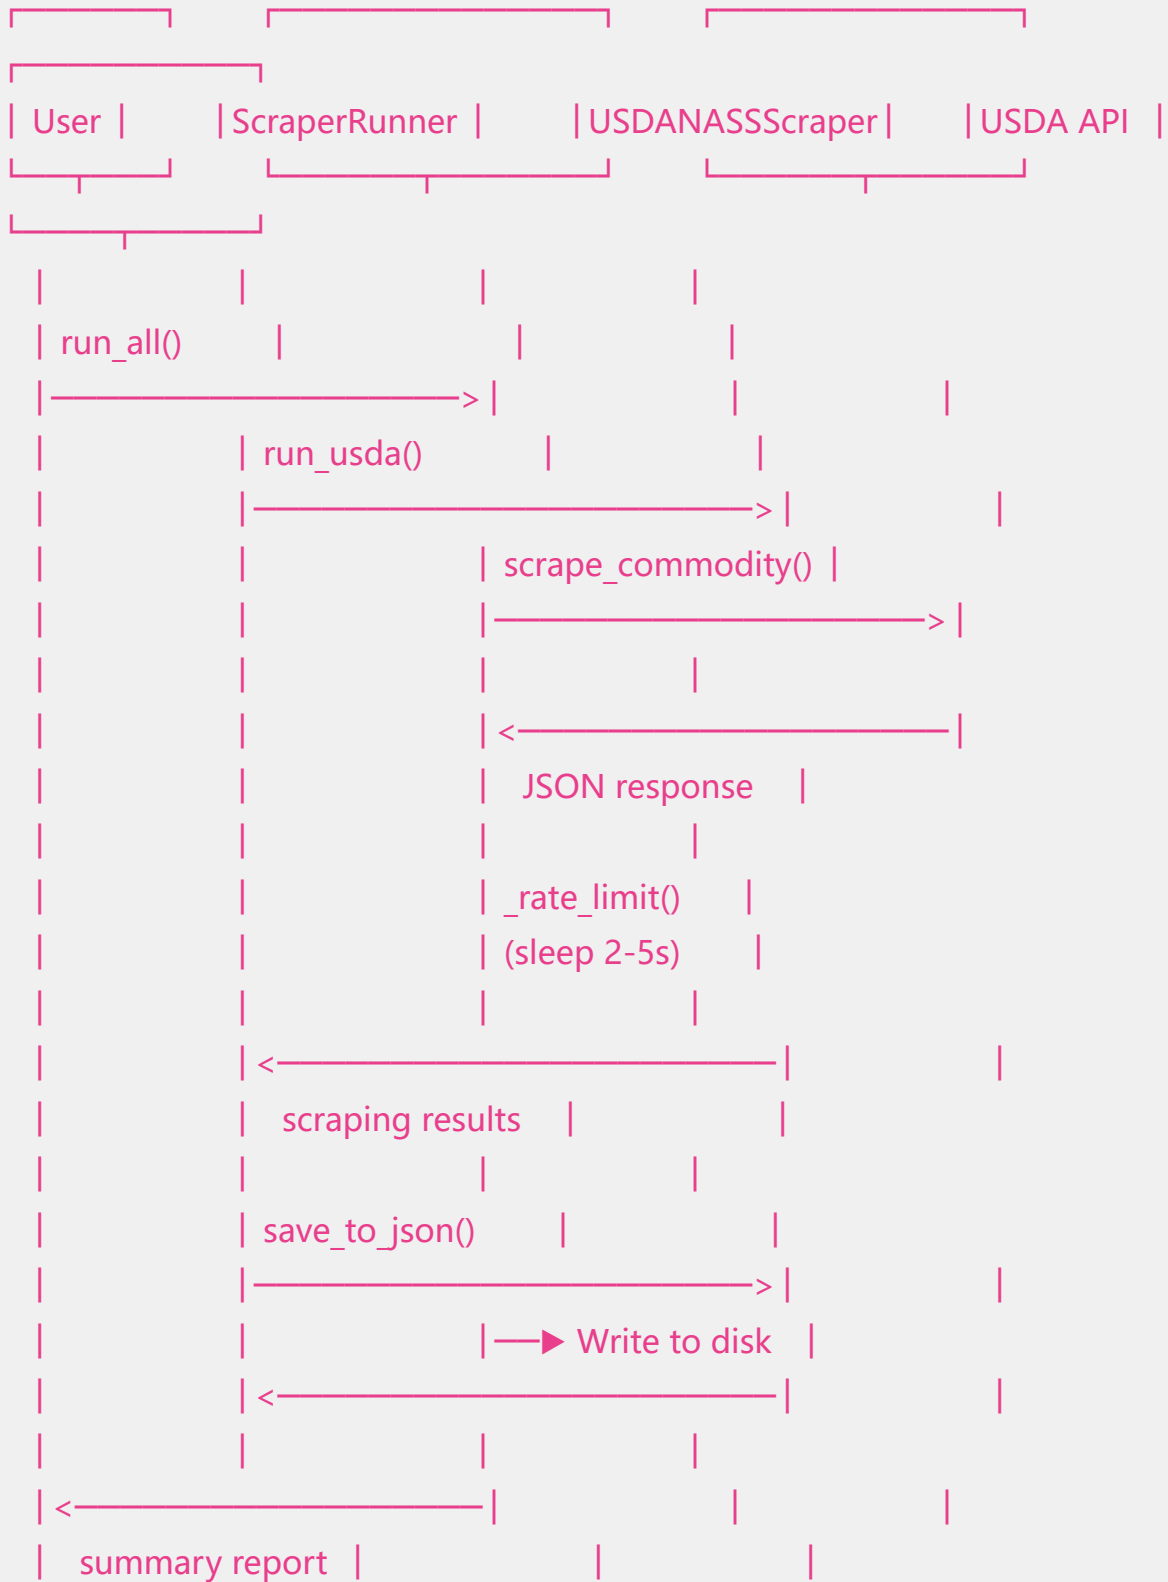 User ScraperRunner USDANASSScraper USDA API
run_all()
run_usda()
scrape_commodity()
JSON response
_rate_limit()
(sleep 2-5s)
scraping results
save_to_json()
Write to disk
summary report